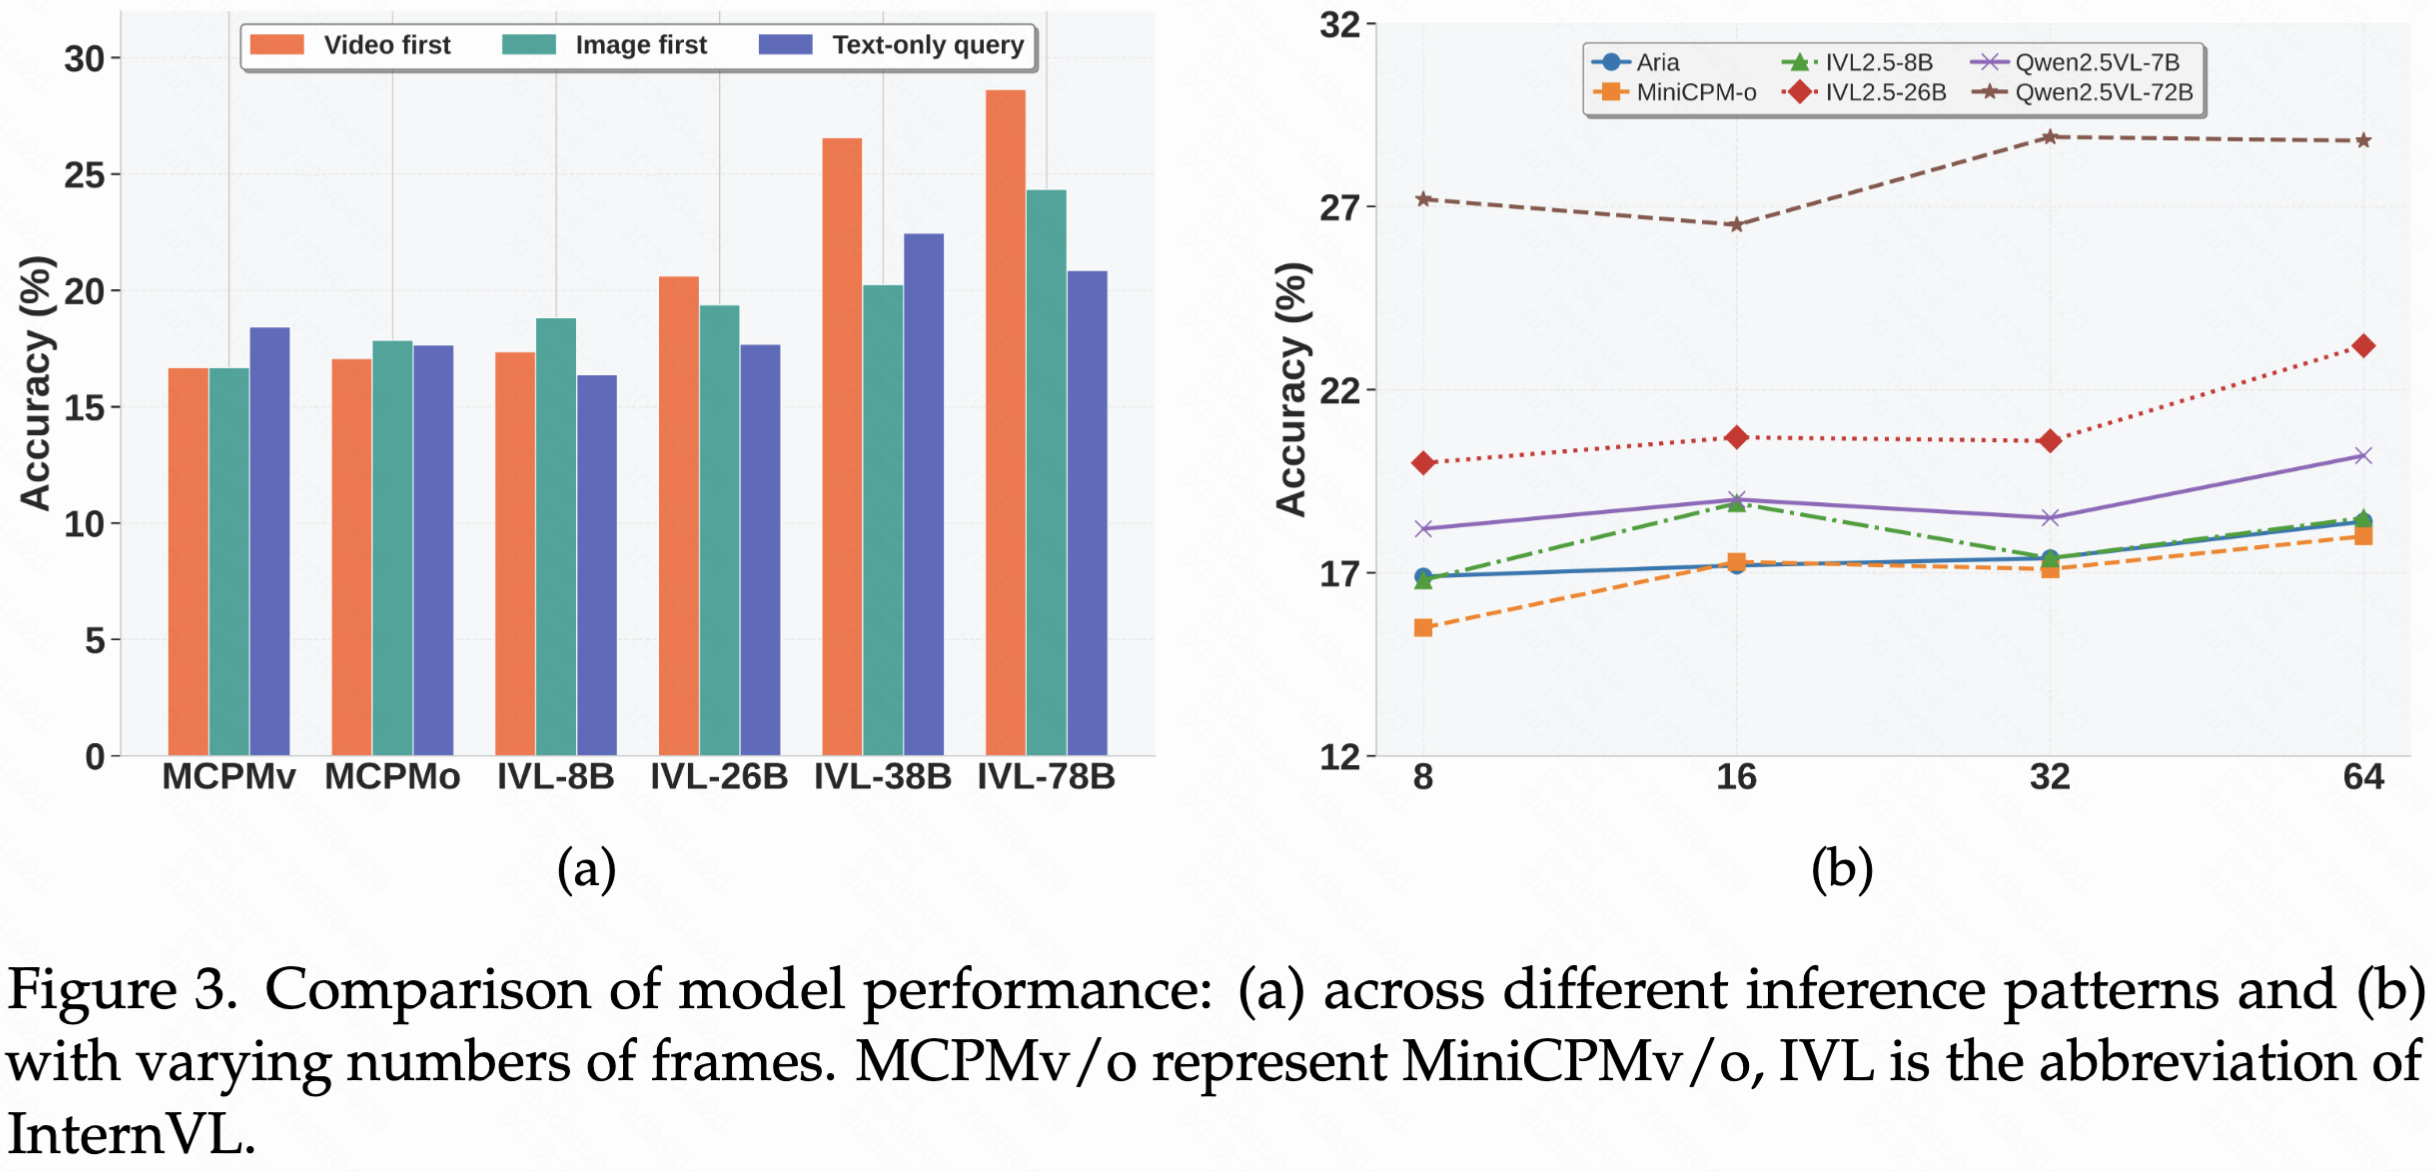 Video first Image first Text-only query
Accuracy (%)
30
25
20
15
10
5
0
MCPMv MCPMo IVL-8B IVL-26B IVL-38B IVL-78B
(a)
Aria IVL2.5-8B Qwen2.5VL-7B
MiniCPM-o IVL2.5-26B Qwen2.5VL-72B
Accuracy (%)
32
27
22
17
12
8 16 32 64
(b)
Figure 3. Comparison of model performance: (a) across different inference patterns and (b)
with varying numbers of frames. MCPMv/o represent MiniCPMv/o, IVL is the abbreviation of
InternVL.